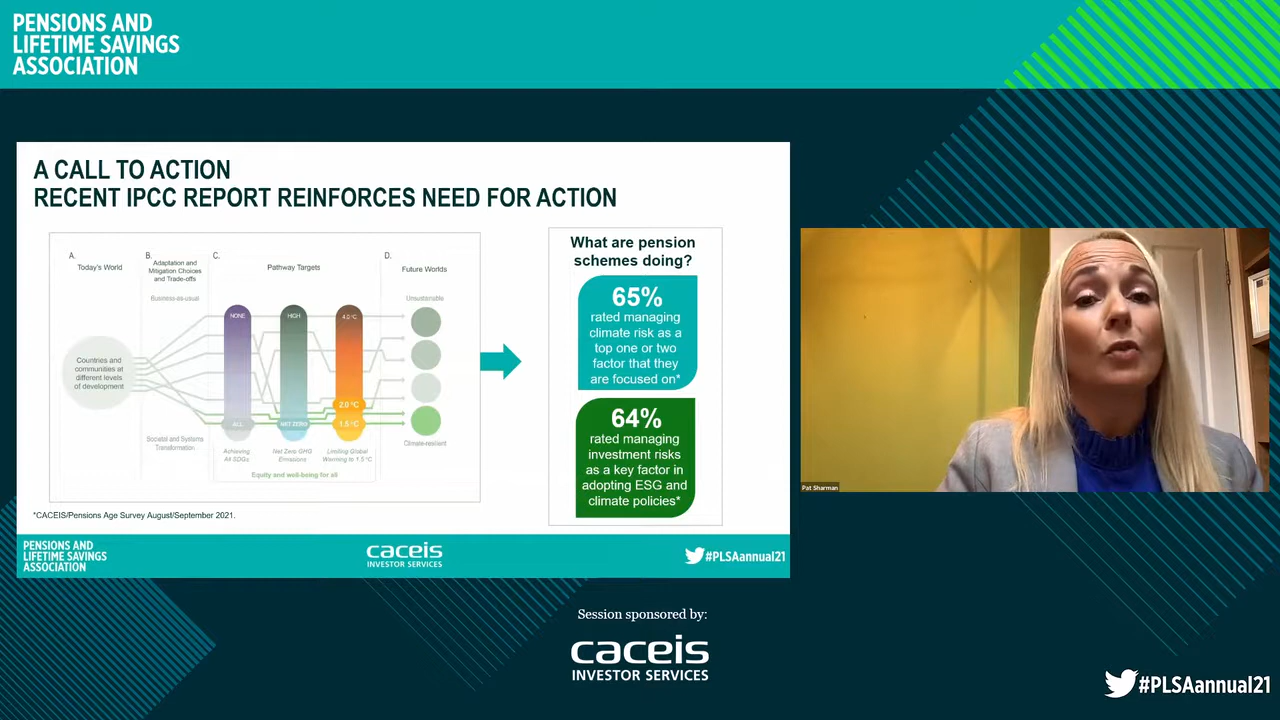 PENSIONS AND
LIFETIME SAVINGS
ASSOCIATION
A CALL TO ACTION
RECENT IPCC REPORT REINFORCES NEED FOR ACTION
A.
Today's World
B.
Adaptation and
Mitigation Choices
and Trade-offs
Business-as-usual
C.
Pathway Targets
D.
Future Worlds
Unsustainable
NONE
HIGH
4.0 °C
Countries and
communities at
different levels
of development
2.0 °C
ALL
NET ZERO
1.5 °C
Societal and Systems
Transformation
Climate-resilient
Achieving
All SDGs
Net Zero GHG
Emissions
Limiting Global
Warming to 1.5°C
Equity and well-being for all
What are pension
schemes doing?
65%
rated managing
climate risk as a
top one or two
factor that they
are focused on*
64%
rated managing
investment risks
as a key factor in
adopting ESG and
climate policies*
*CACEIS/Pensions Age Survey August/September 2021.
PENSIONS AND
LIFETIME SAVINGS
ASSOCIATION
caceis
INVESTOR SERVICES
#PLSAannual21
Pat Sharman
Session sponsored by:
caceis
INVESTOR SERVICES
#PLSAannual21